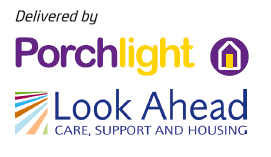 Delivered by
Porchlight
Look Ahead
CARE, SUPPORT AND HOUSING